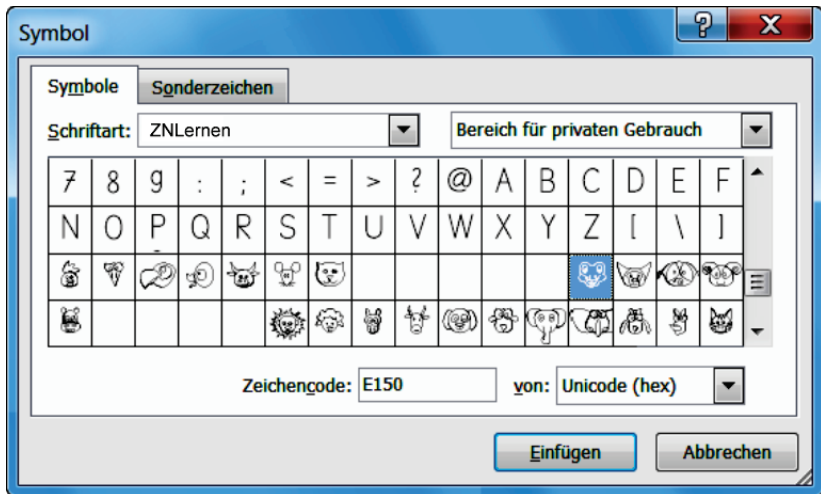 Symbol
Symbole Sonderzeichen
Schriftart: ZNLernen Bereich für privaten Gebrauch
7 8 9 : ; < = > ? @ A B C D E F
N O P Q R S T U V W X Y Z [ \ ]
Zeichencode: E150 von: Unicode (hex)
Einfügen Abbrechen